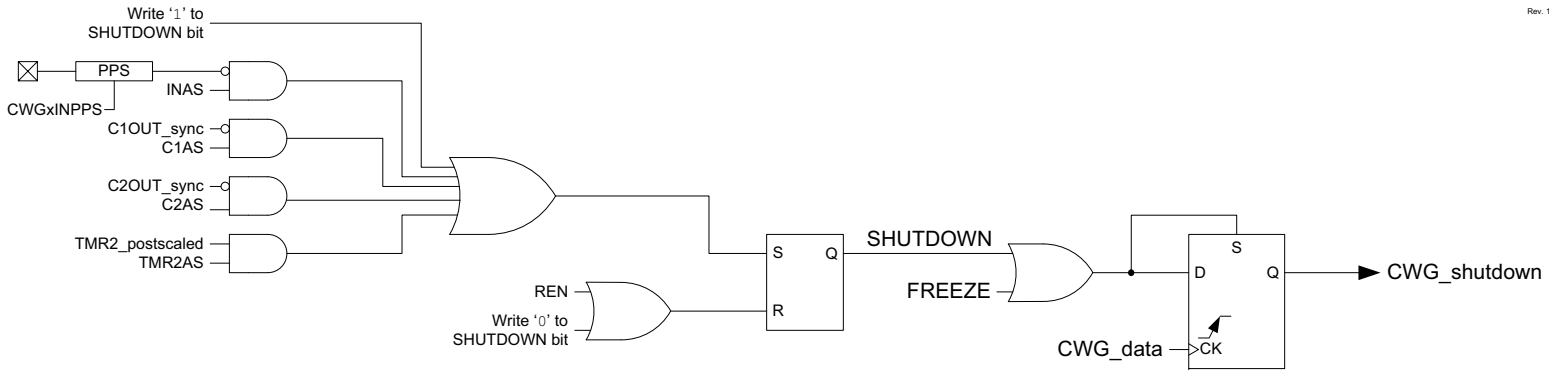 Rev. 1
Write ‘1’ to
SHUTDOWN bit
PPS
INAS
CWGxINPPS
C1OUT_sync
C1AS
C2OUT_sync
C2AS
TMR2_postscaled
TMR2AS
REN
Write ‘0’ to
SHUTDOWN bit
S
Q
R
SHUTDOWN
FREEZE
S
D
Q
CWG_data
CK
CWG_shutdown